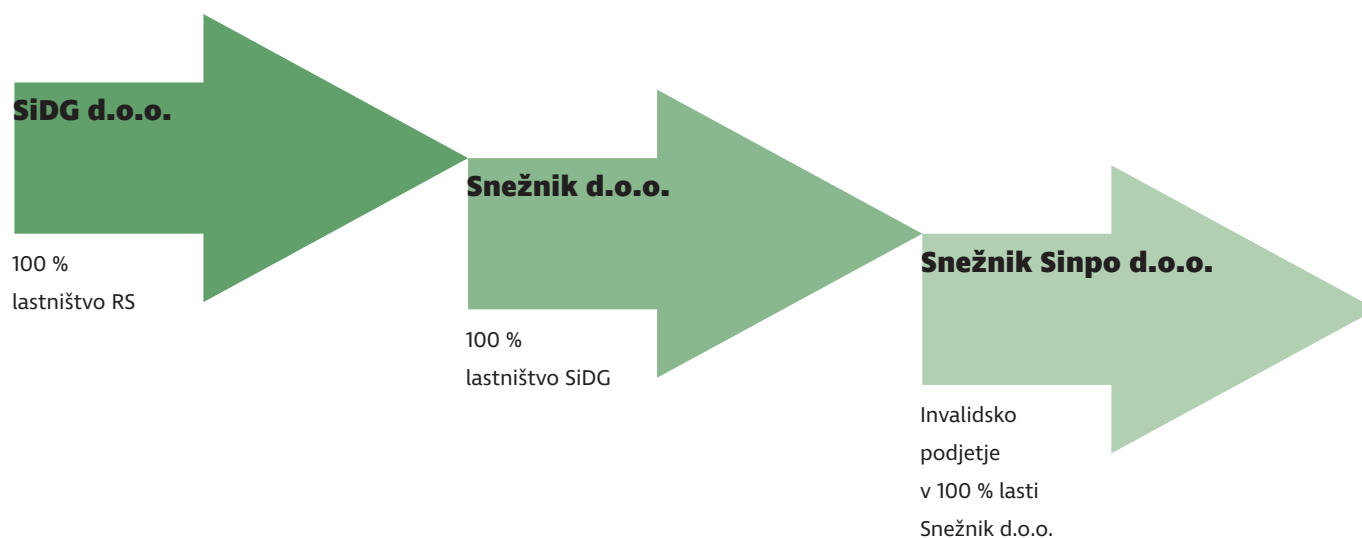 SiDG d.o.o.
100 %
lastništvo RS
Snežnik d.o.o.
100 %
lastništvo SiDG
Snežnik Sinpo d.o.o.
Invalidsko
podjetje
v 100 % lasti
Snežnik d.o.o.